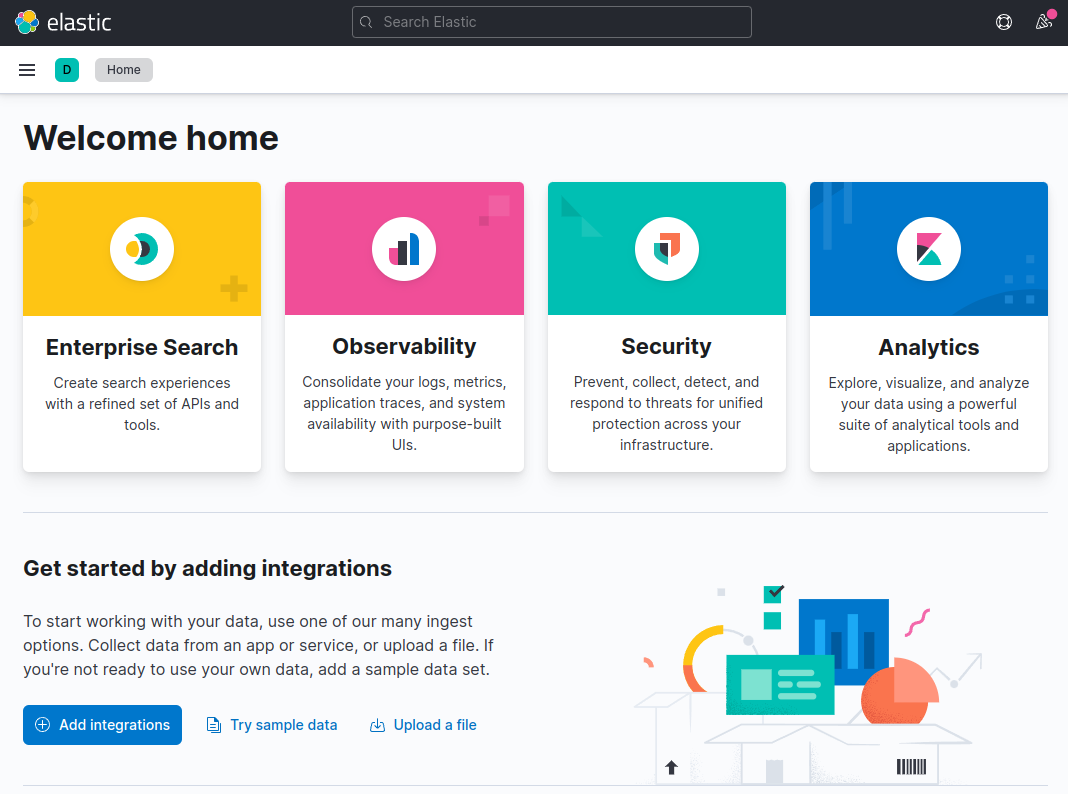 elastic
Search Elastic
D
Home
Welcome home
Enterprise Search
Create search experiences
with a refined set of APIs and
tools.
Observability
Consolidate your logs, metrics,
application traces, and system
availability with purpose-built
UIs.
Security
Prevent, collect, detect, and
respond to threats for unified
protection across your
infrastructure.
Analytics
Explore, visualize, and analyze
your data using a powerful
suite of analytical tools and
applications.
Get started by adding integrations
To start working with your data, use one of our many ingest
options. Collect data from an app or service, or upload a file. If
you're not ready to use your own data, add a sample data set.
Add integrations
Try sample data
Upload a file